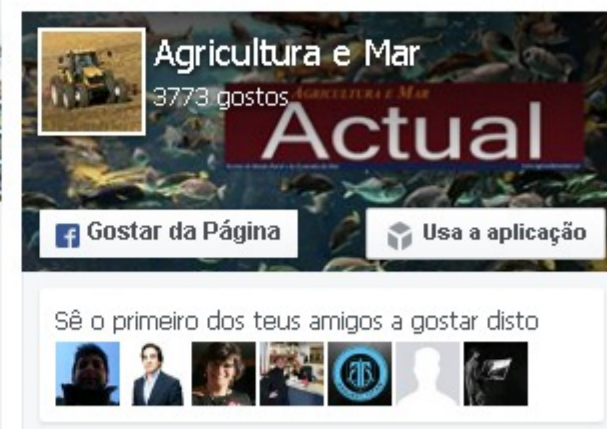 Agricultura e Mar
3773 gostos
AGRICULTURA E MAR
Actual
Gostar da Página
Usa a aplicação
Sê o primeiro dos teus amigos a gostar disto